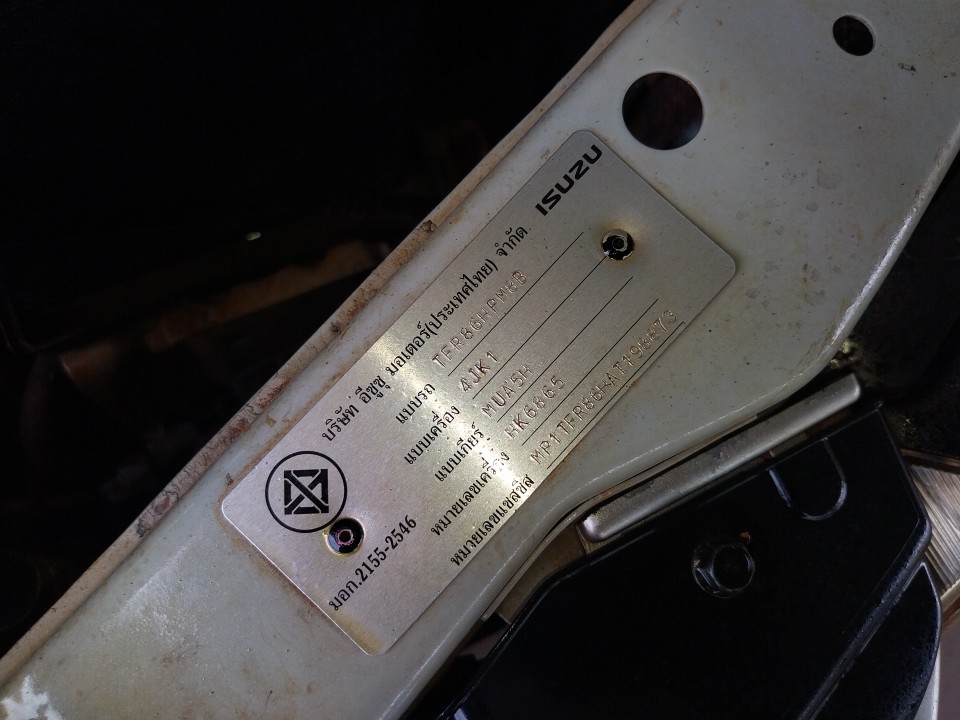 ISUZU
บริษัท อีซูซุ มอเตอร์(ประเทศไทย) จำกัด
แบบรถ
แบบเครื่อง 4JK1
แบบเกียร์ MUA5H
หมายเลขเครื่อง HK6865
หมายเลขแชสซีส์
มอก.2155-2546